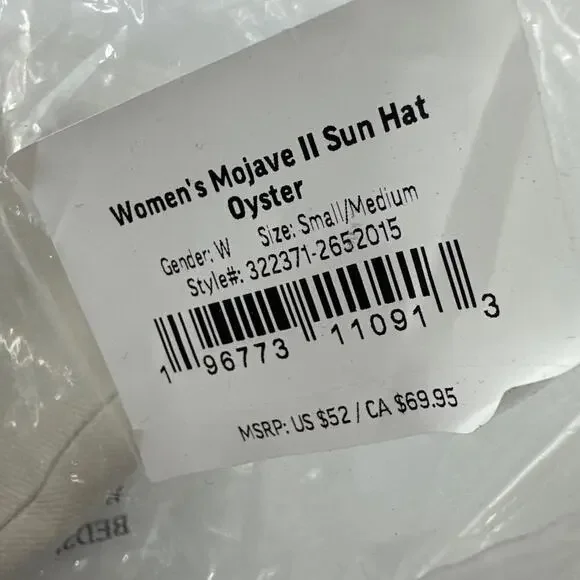 Women's Mojave II Sun Hat
Oyster
Gender: W Size: Small/Medium
Style#: 322371-2652015
1 96773 11091 3
MSRP: US $52 / CA $69.95